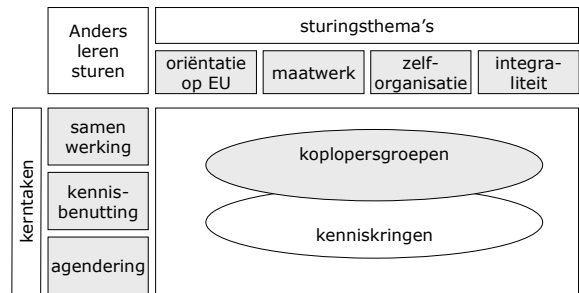 Anders
leren
sturen
sturingsthema's
oriëntatie
op EU
maatwerk
zelf-
organisatie
integra-
liteit
kerntaken
samen
werking
kennis-
benutting
agendering
koplopersgroepen
kenniskringen